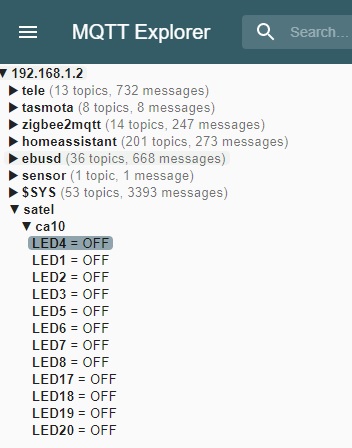 MQTT Explorer
Search...
192.168.1.2
tele (13 topics, 732 messages)
tasmota (8 topics, 8 messages)
zigbee2mqtt (14 topics, 247 messages)
homeassistant (201 topics, 273 messages)
ebusd (36 topics, 668 messages)
sensor (1 topic, 1 message)
$SYS (53 topics, 3393 messages)
satel
ca10
LED4 = OFF
LED1 = OFF
LED2 = OFF
LED3 = OFF
LED5 = OFF
LED6 = OFF
LED7 = OFF
LED8 = OFF
LED17 = OFF
LED18 = OFF
LED19 = OFF
LED20 = OFF